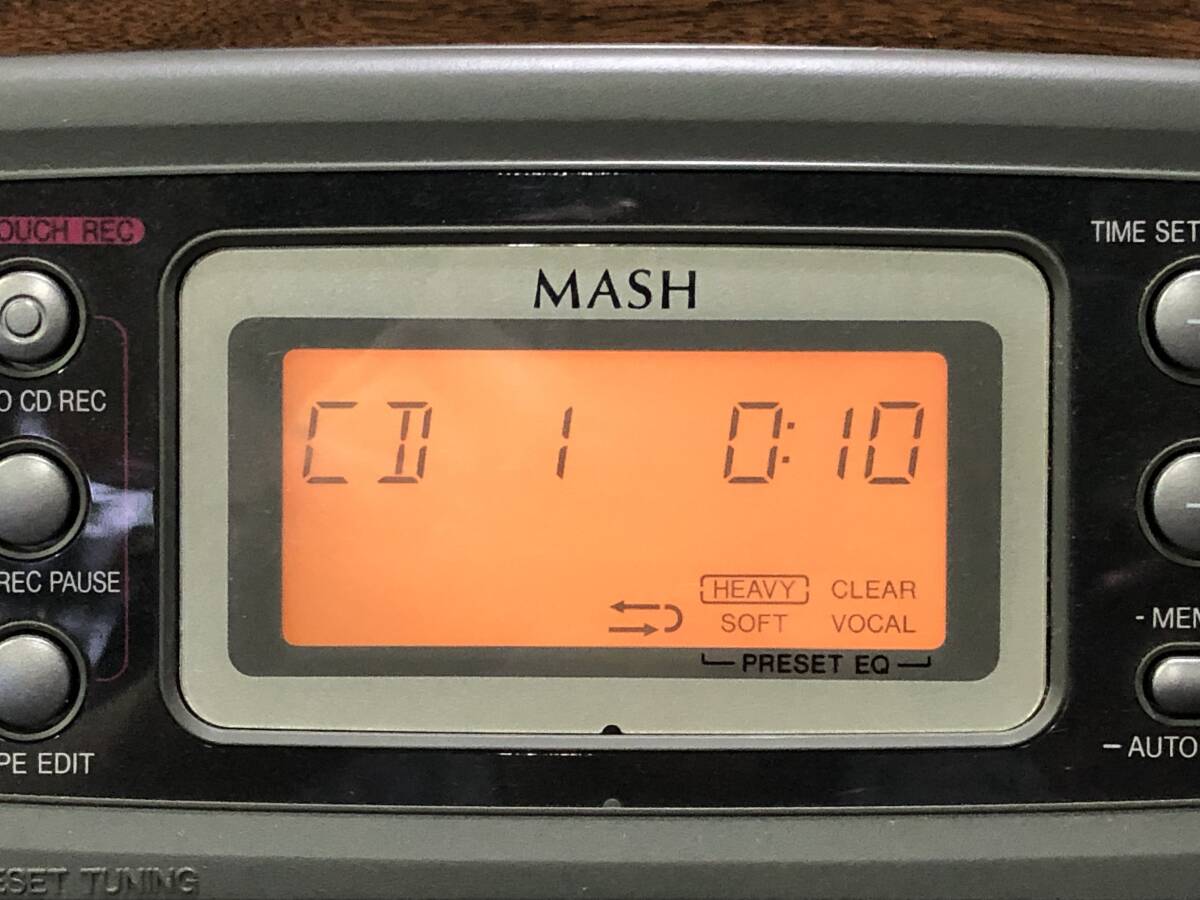 MASH
OUCH REC
TIME SET
CD 1 0:10
O CD REC
REC PAUSE
HEAVY CLEAR
SOFT VOCAL
PRESET EQ
- MEM
PE EDIT
– AUTO
ESET TUNING